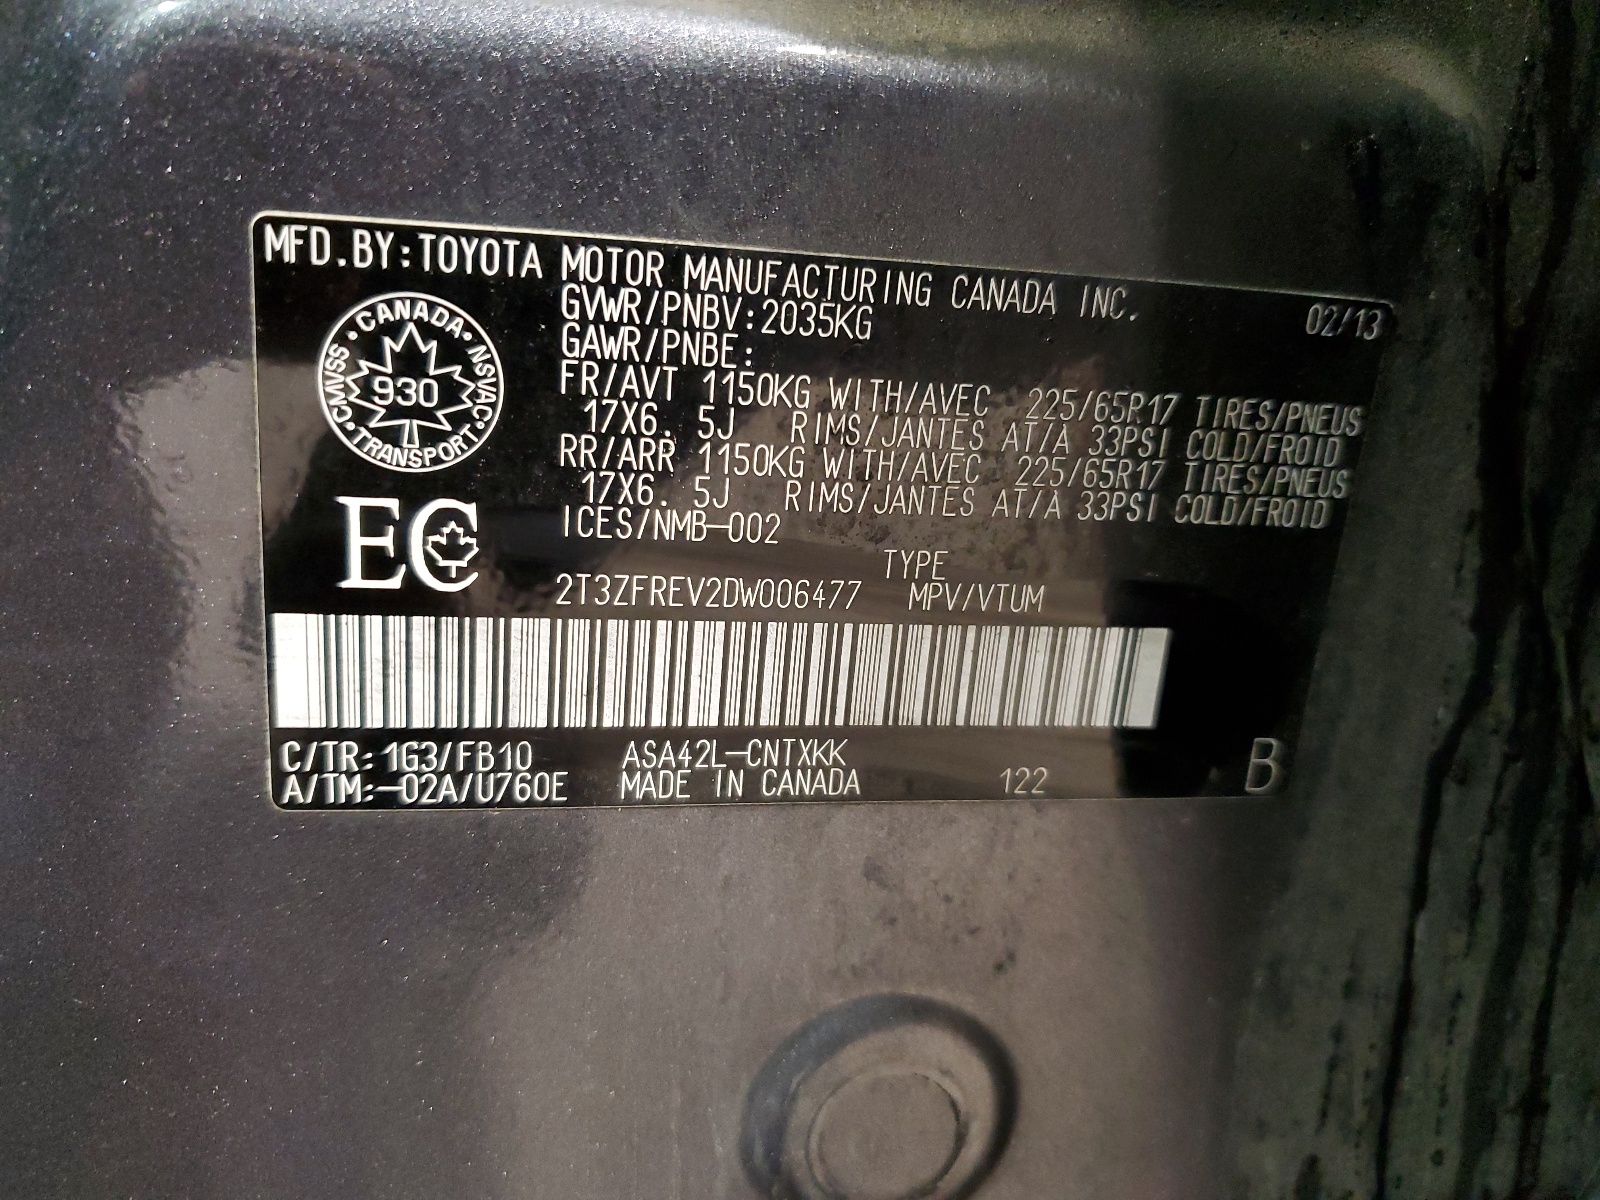 MFD.BY:TOYOTA MOTOR MANUFACTURING CANADA INC.
02/13
GVWR/PNBV:2035KG
GAWR/PNBE:
FR/AVT 1150KG WITH/AVEC 225/65R17 TIRES/PNEUS
17X6. 5J RIMS/JANTES AT/À 33PSI COLD/FROID
RR/ARR 1150KG WITH/AVEC 225/65R17 TIRES/PNEUS
17X6. 5J RIMS/JANTES AT/À 33PSI COLD/FROID
ICES/NMB-002
CANADA · NSVAC · TRANSPORT · CMVSS ·
930
EC
TYPE
2T3ZFREV2DW006477 MPV/VTUM
C/TR:1G3/FB10 ASA42L-CNTXKK
A/TM:-02A/U760E MADE IN CANADA 122
B